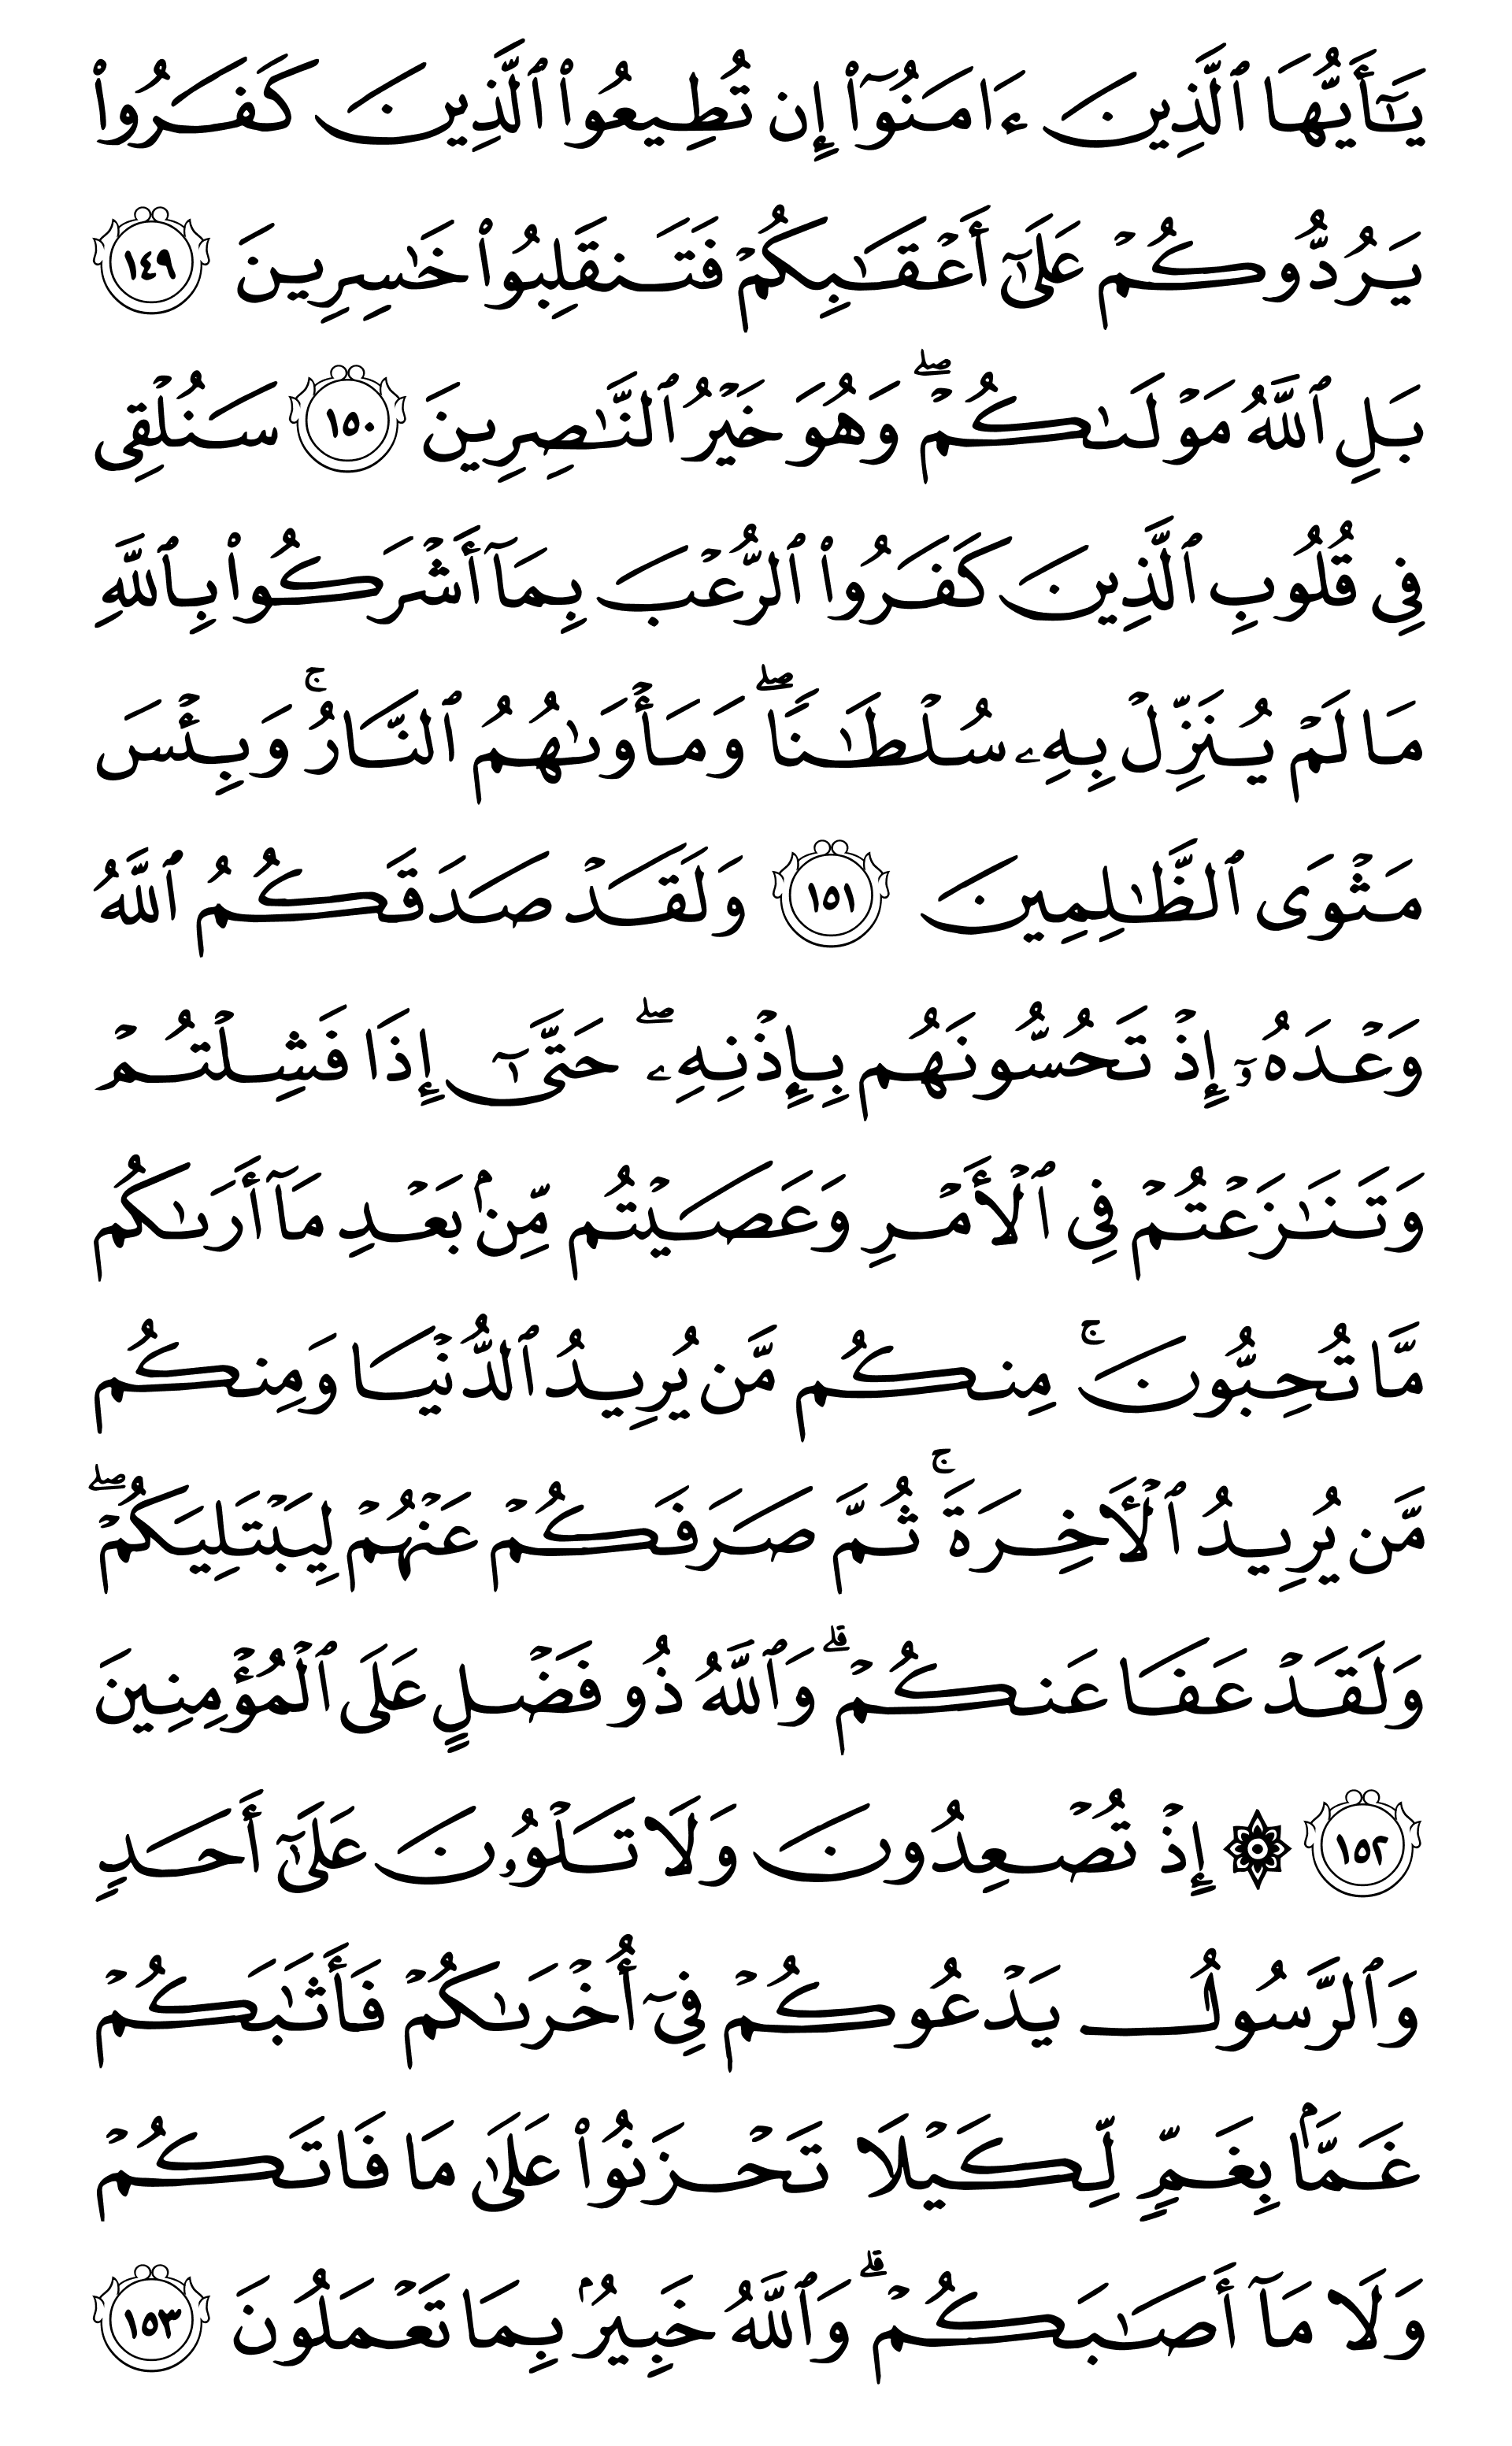 يَـٰٓأَيُّهَا ٱلَّذِينَ ءَامَنُوٓا۟ إِن تُطِيعُوا۟ ٱلَّذِينَ كَفَرُوا۟
يَرُدُّوكُمْ عَلَىٰٓ أَعْقَـٰبِكُمْ فَتَنقَلِبُوا۟ خَـٰسِرِينَ ١٤٩
بَلِ ٱللَّهُ مَوْلَىٰكُمْ ۖ وَهُوَ خَيْرُ ٱلنَّـٰصِرِينَ ١٥٠ سَنُلْقِى
فِى قُلُوبِ ٱلَّذِينَ كَفَرُوا۟ ٱلرُّعْبَ بِمَآ أَشْرَكُوا۟ بِٱللَّهِ
مَا لَمْ يُنَزِّلْ بِهِۦ سُلْطَـٰنًا ۖ وَمَأْوَىٰهُمُ ٱلنَّارُ ۚ وَبِئْسَ
مَثْوَى ٱلظَّـٰلِمِينَ ١٥١ وَلَقَدْ صَدَقَكُمُ ٱللَّهُ
وَعْدَهُۥٓ إِذْ تَحُسُّونَهُم بِإِذْنِهِۦ ۖ حَتَّىٰٓ إِذَا فَشِلْتُمْ
وَتَنَـٰزَعْتُمْ فِى ٱلْأَمْرِ وَعَصَيْتُم مِّنۢ بَعْدِ مَآ أَرَىٰكُم
مَّا تُحِبُّونَ ۚ مِنكُم مَّن يُرِيدُ ٱلدُّنْيَا وَمِنكُم
مَّن يُرِيدُ ٱلْـَٔاخِرَةَ ۚ ثُمَّ صَرَفَكُمْ عَنْهُمْ لِيَبْتَلِيَكُمْ ۖ
وَلَقَدْ عَفَا عَنكُمْ ۗ وَٱللَّهُ ذُو فَضْلٍ عَلَى ٱلْمُؤْمِنِينَ
١٥٢ ۞ إِذْ تُصْعِدُونَ وَلَا تَلْوُۥنَ عَلَىٰٓ أَحَدٍ
وَٱلرَّسُولُ يَدْعُوكُمْ فِىٓ أُخْرَىٰكُمْ فَأَثَـٰبَكُمْ
غَمًّۢا بِغَمٍّ لِّكَيْلَا تَحْزَنُوا۟ عَلَىٰ مَا فَاتَكُمْ
وَلَا مَآ أَصَـٰبَكُمْ ۗ وَٱللَّهُ خَبِيرٌۢ بِمَا تَعْمَلُونَ ١٥٣